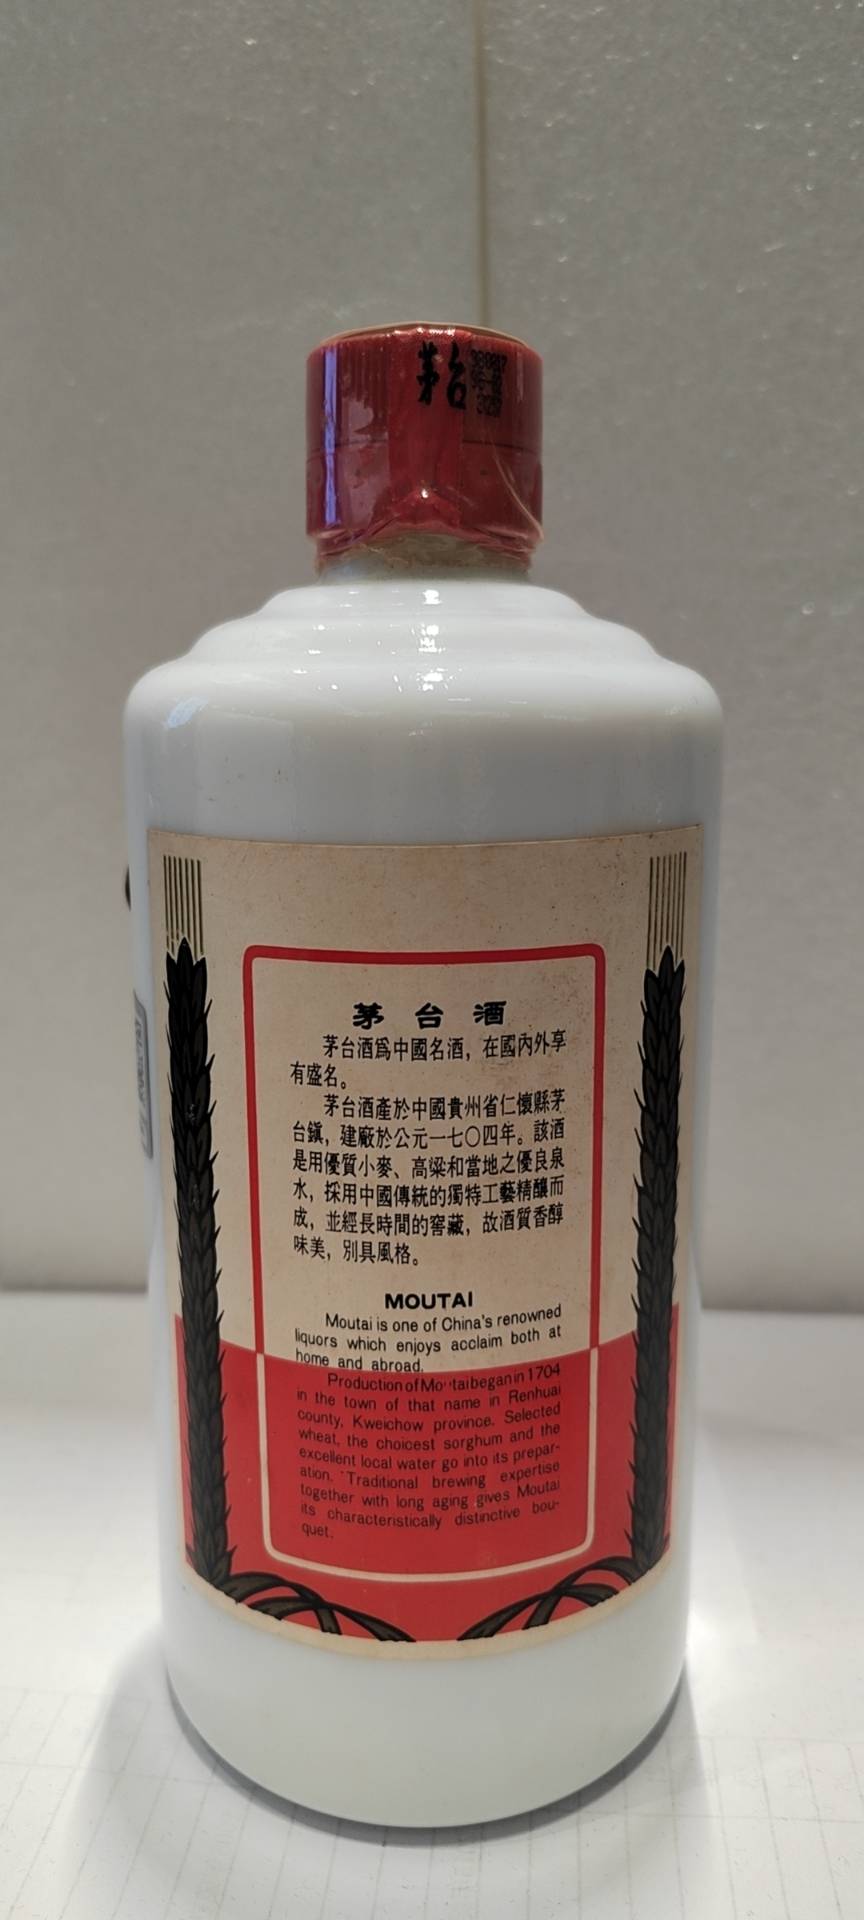 茅台
茅台酒
茅台酒爲中國名酒，在國內外享
有盛名。
茅台酒產於中國貴州省仁懷縣茅
台鎮，建廠於公元一七〇四年。該酒
是用優質小麥、高粱和當地之優良泉
水，採用中國傳統的獨特工藝精釀而
成，並經長時間的窖藏，故酒質香醇
味美，別具風格。
MOUTAI
Moutai is one of China's renowned
liquors which enjoys acclaim both at
home and abroad.
Production of Moutai began in 1704
in the town of that name in Renhuai
county, Kweichow province. Selected
wheat, the choicest sorghum and the
excellent local water go into its prepar-
ation. Traditional brewing expertise
together with long aging gives Moutai
its characteristically distinctive bou-
quet.